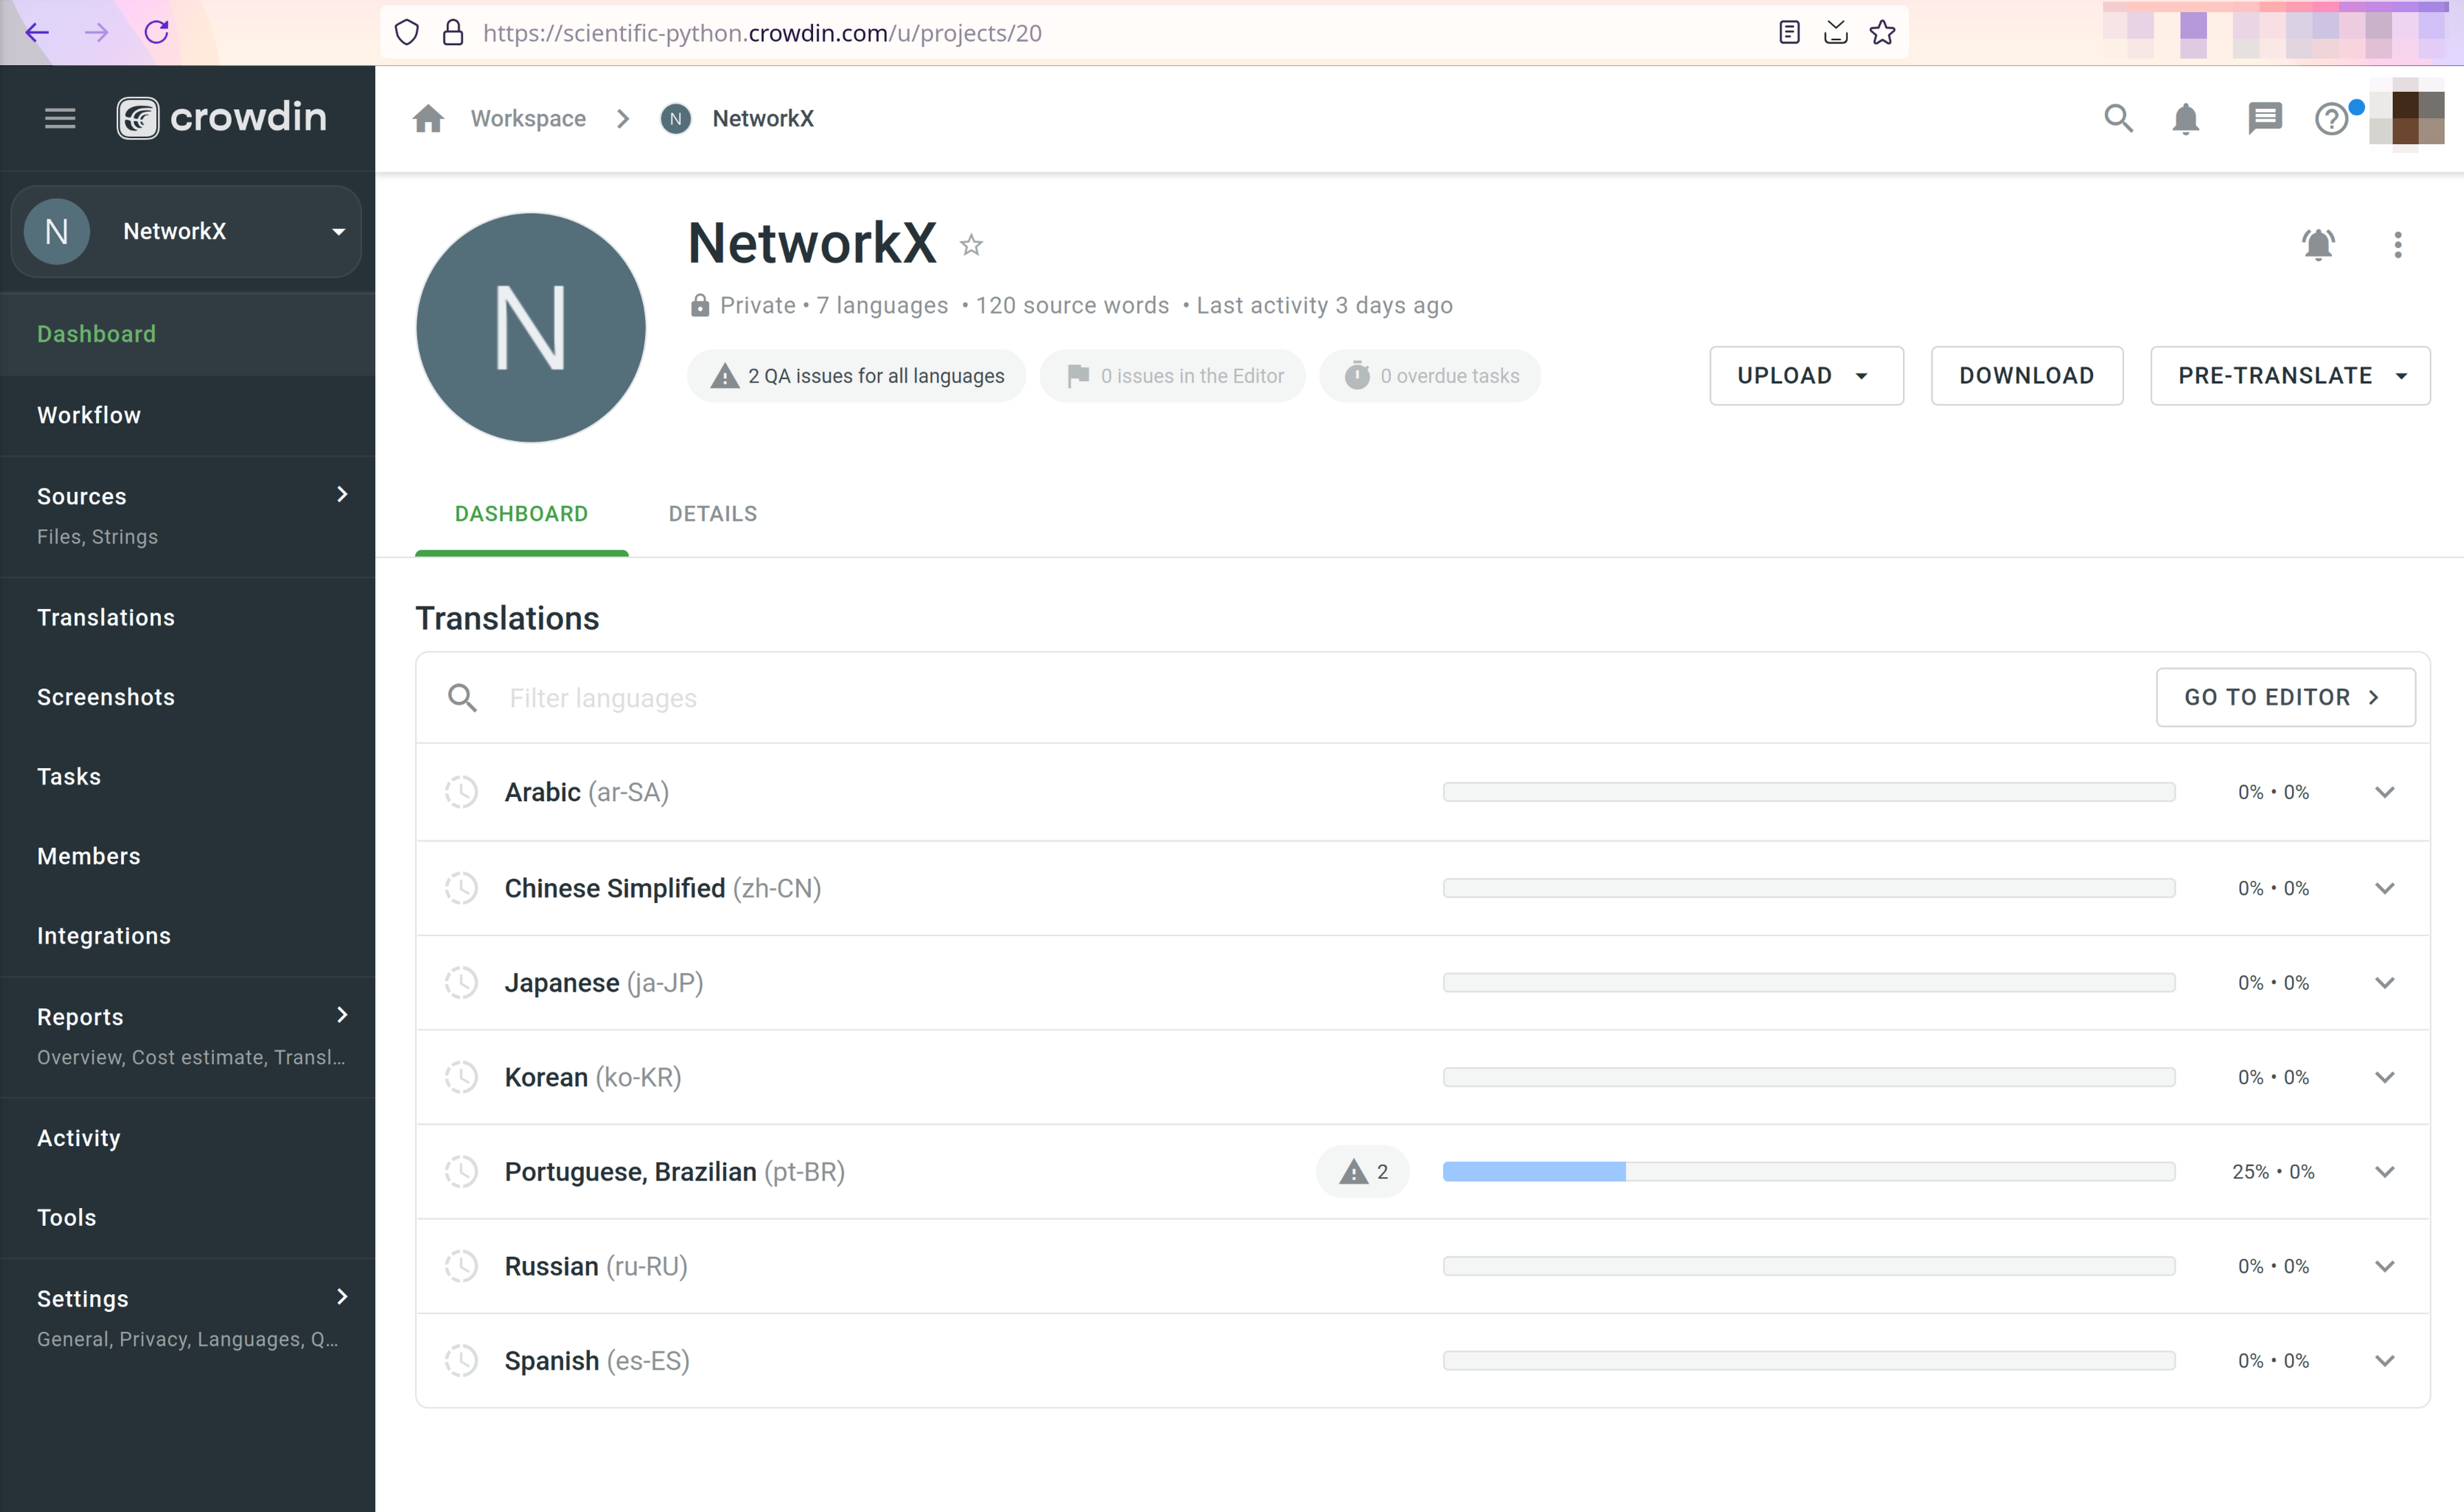 https://scientific-python.crowdin.com/u/projects/20
crowdin
Workspace
N
NetworkX
N
NetworkX
Dashboard
Workflow
Sources
Files, Strings
Translations
Screenshots
Tasks
Members
Integrations
Reports
Overview, Cost estimate, Transl...
Activity
Tools
Settings
General, Privacy, Languages, Q...
N
NetworkX
Private • 7 languages • 120 source words • Last activity 3 days ago
2 QA issues for all languages
0 issues in the Editor
0 overdue tasks
UPLOAD
DOWNLOAD
PRE-TRANSLATE
DASHBOARD
DETAILS
Translations
Filter languages
GO TO EDITOR
Arabic (ar-SA)
0% • 0%
Chinese Simplified (zh-CN)
0% • 0%
Japanese (ja-JP)
0% • 0%
Korean (ko-KR)
0% • 0%
Portuguese, Brazilian (pt-BR)
2
25% • 0%
Russian (ru-RU)
0% • 0%
Spanish (es-ES)
0% • 0%